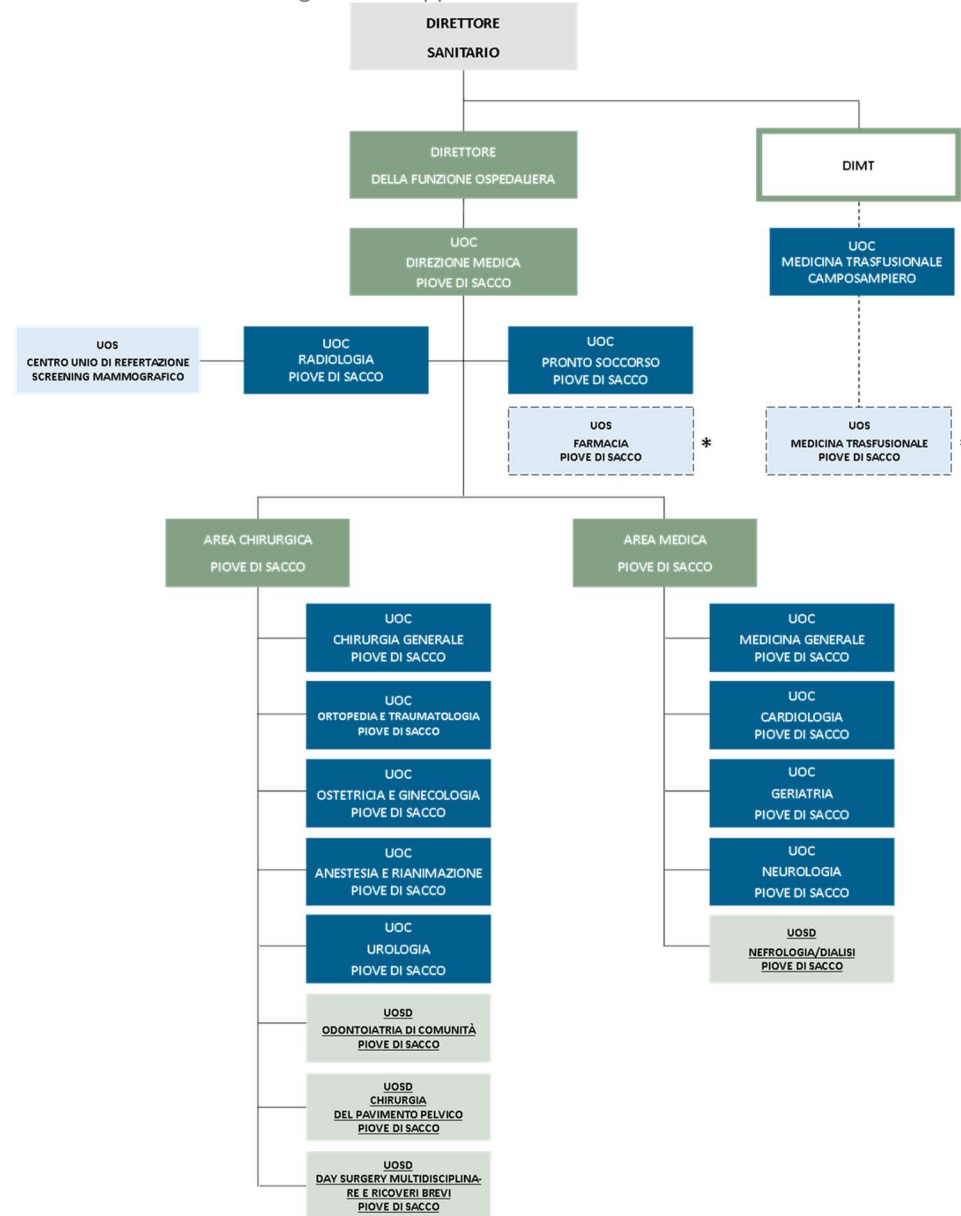 DIRETTORE
SANITARIO
DIRETTORE
DELLA FUNZIONE OSPEDALIERA
DIMT
UOC
DIREZIONE MEDICA
PIOVE DI SACCO
UOC
MEDICINA TRASFUSIONALE
CAMPOSAMPIERO
UOS
CENTRO UNIO DI REFERTAZIONE
SCREENING MAMMOGRAFICO
UOC
RADIOLOGIA
PIOVE DI SACCO
UOC
PRONTO SOCCORSO
PIOVE DI SACCO
UOS
FARMACIA
PIOVE DI SACCO
*
UOS
MEDICINA TRASFUSIONALE
PIOVE DI SACCO
AREA CHIRURGICA
PIOVE DI SACCO
AREA MEDICA
PIOVE DI SACCO
UOC
CHIRURGIA GENERALE
PIOVE DI SACCO
UOC
ORTOPEDIA E TRAUMATOLOGIA
PIOVE DI SACCO
UOC
OSTETRICIA E GINECOLOGIA
PIOVE DI SACCO
UOC
ANESTESIA E RIANIMAZIONE
PIOVE DI SACCO
UOC
UROLOGIA
PIOVE DI SACCO
UOSD
ODONTOIATRIA DI COMUNITÀ
PIOVE DI SACCO
UOSD
CHIRURGIA
DEL PAVIMENTO PELVICO
PIOVE DI SACCO
UOSD
DAY SURGERY MULTIDISCIPLINA-
RE E RICOVERI BREVI
PIOVE DI SACCO
UOC
MEDICINA GENERALE
PIOVE DI SACCO
UOC
CARDIOLOGIA
PIOVE DI SACCO
UOC
GERIATRIA
PIOVE DI SACCO
UOC
NEUROLOGIA
PIOVE DI SACCO
UOSD
NEFROLOGIA/DIALISI
PIOVE DI SACCO